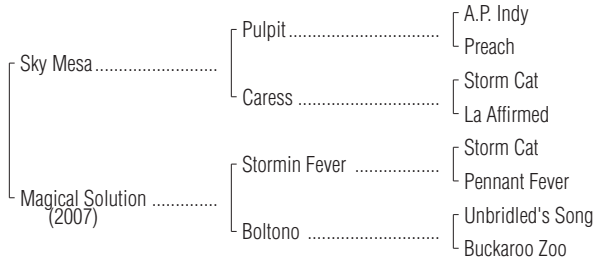 A.P. Indy
Pulpit
Preach
Sky Mesa
Storm Cat
Caress
La Affirmed
Storm Cat
Stormin Fever
Pennant Fever
Magical Solution
(2007)
Unbridled's Song
Boltono
Buckaroo Zoo